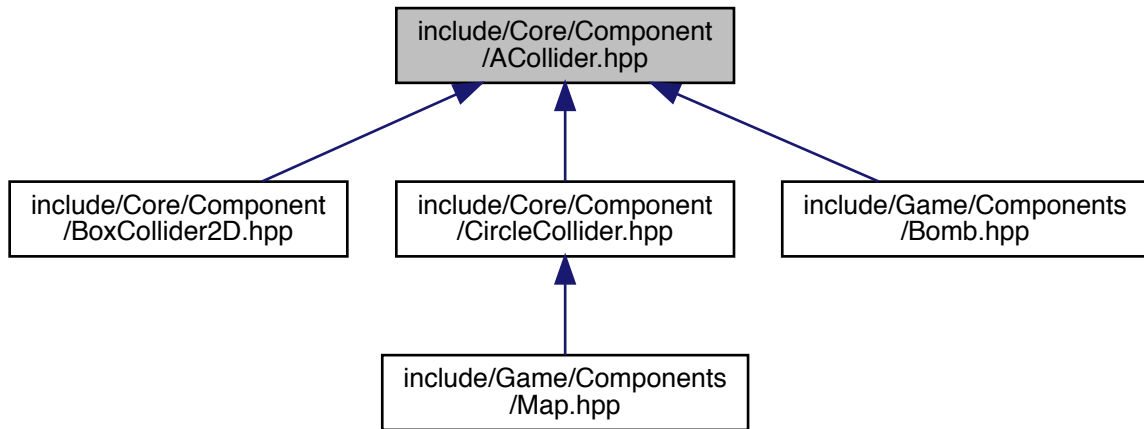 include/Core/Component
/ACollider.hpp
include/Core/Component
/BoxCollider2D.hpp
include/Core/Component
/CircleCollider.hpp
include/Game/Components
/Bomb.hpp
include/Game/Components
/Map.hpp